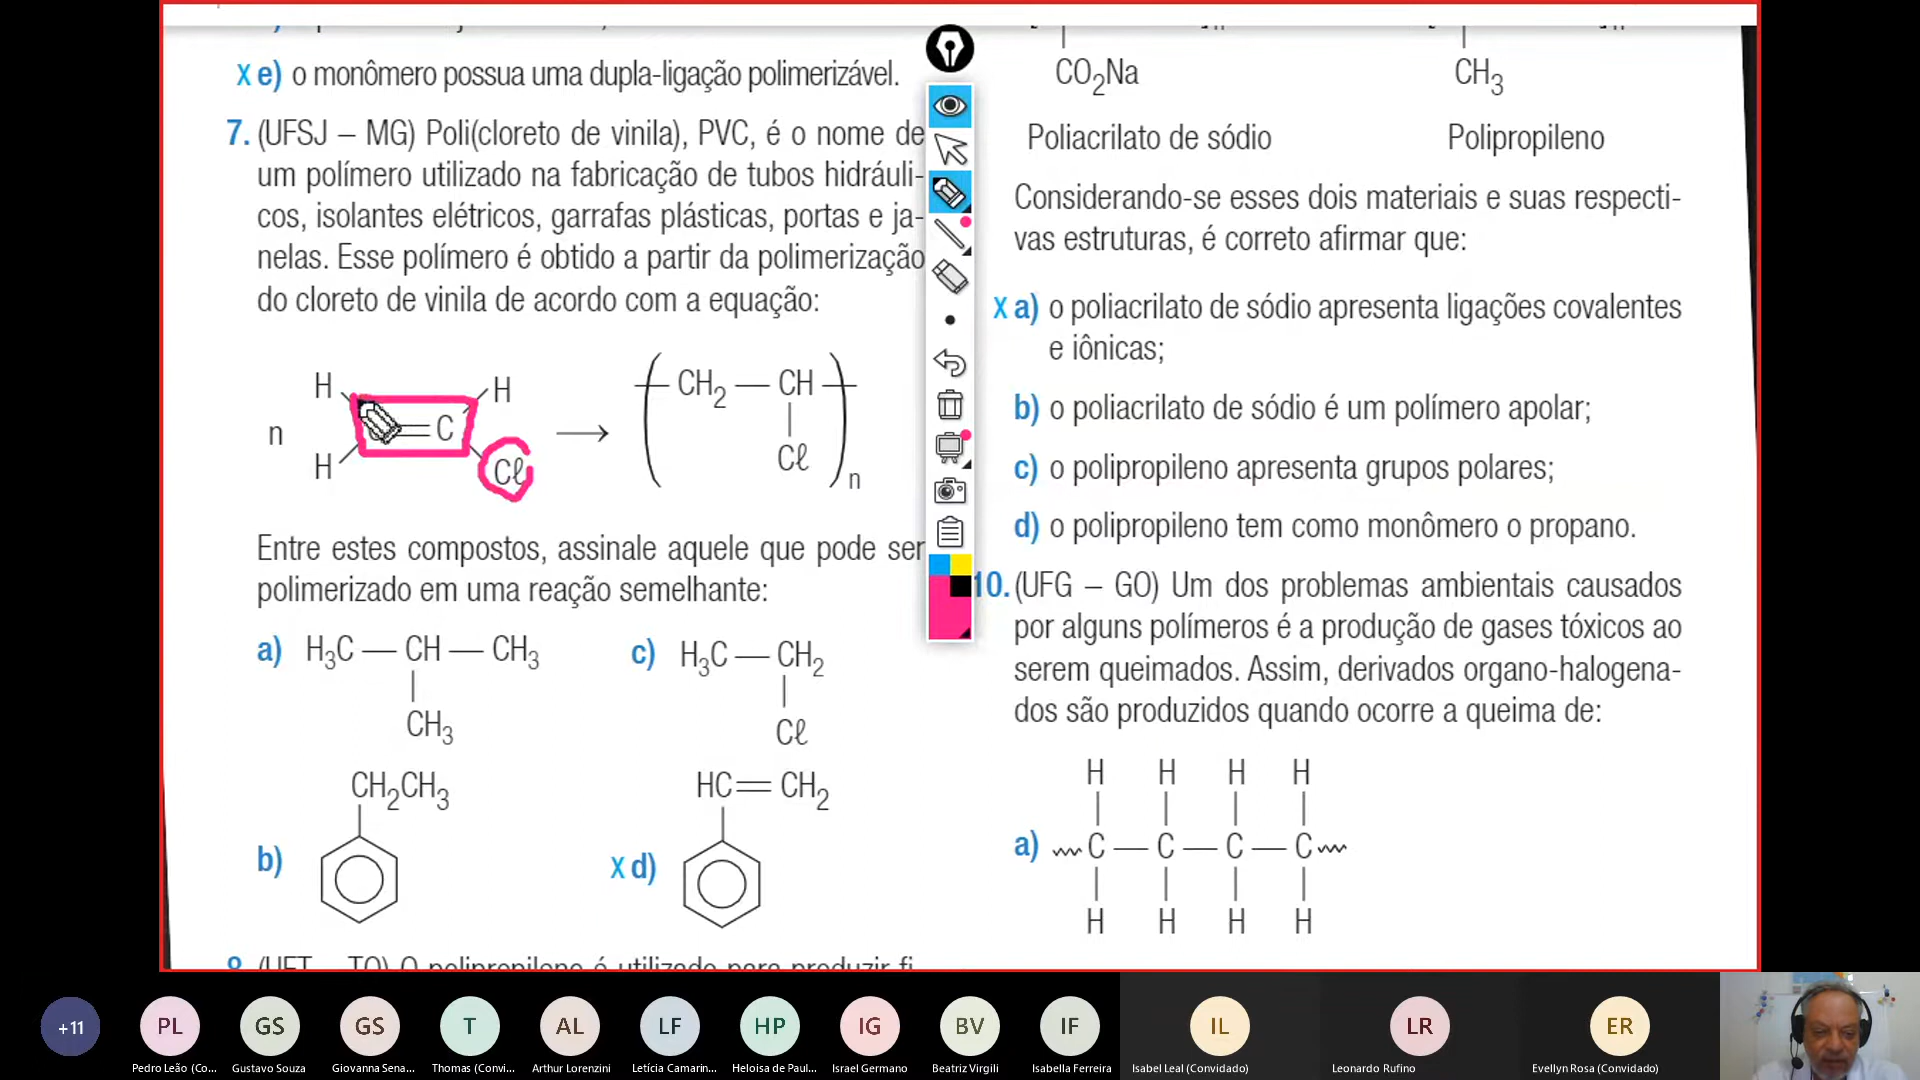 X e) o monômero possua uma dupla-ligação polimerizável.
7. (UFSJ – MG) Poli(cloreto de vinila), PVC, é o nome de
um polímero utilizado na fabricação de tubos hidráuli-
cos, isolantes elétricos, garrafas plásticas, portas e ja-
nelas. Esse polímero é obtido a partir da polimerização
do cloreto de vinila de acordo com a equação:
H H CH2 — CH
n C
H Cℓ Cℓ n
Entre estes compostos, assinale aquele que pode ser
polimerizado em uma reação semelhante:
a) H3C — CH — CH3
CH3
c) H3C — CH2
Cℓ
CH2CH3
b)
HC═CH2
X d)
CO2Na CH3
Poliacrilato de sódio Polipropileno
Considerando-se esses dois materiais e suas respecti-
vas estruturas, é correto afirmar que:
X a) o poliacrilato de sódio apresenta ligações covalentes
e iônicas;
b) o poliacrilato de sódio é um polímero apolar;
c) o polipropileno apresenta grupos polares;
d) o polipropileno tem como monômero o propano.
10. (UFG – GO) Um dos problemas ambientais causados
por alguns polímeros é a produção de gases tóxicos ao
serem queimados. Assim, derivados organo-halogena-
dos são produzidos quando ocorre a queima de:
H H H H
a) C — C — C — C
H H H H
+11 PL GS GS T AL LF HP IG BV IF IL LR ER
Pedro Leão (Co... Gustavo Souza Giovanna Sena... Thomas (Convi... Arthur Lorenzini Letícia Camarin... Heloisa de Paul... Israel Germano Beatriz Virgili Isabella Ferreira Isabel Leal (Convidado) Leonardo Rufino Evellyn Rosa (Convidado)